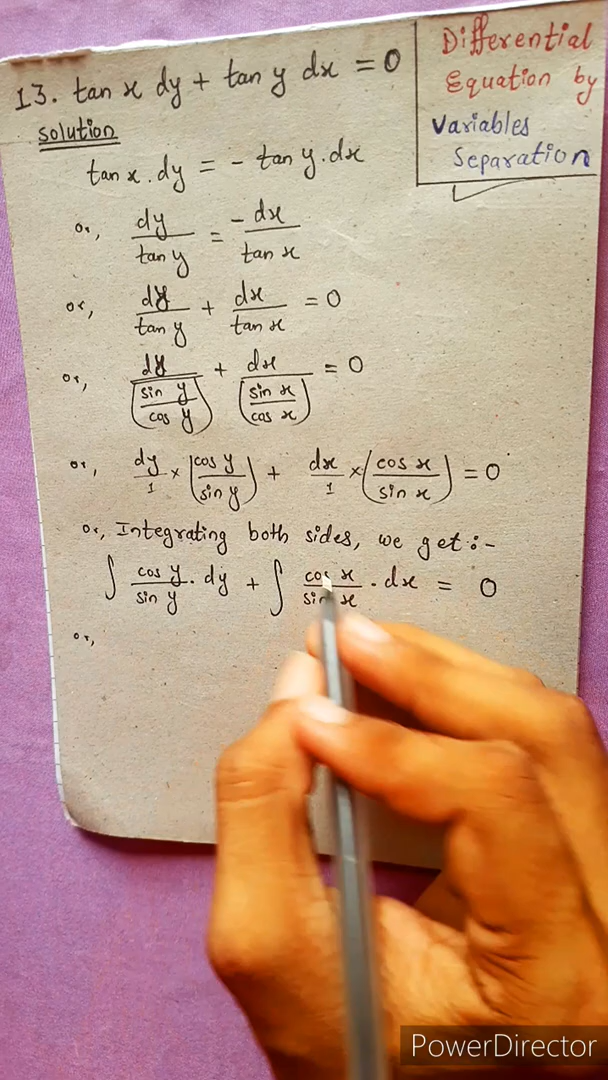 13. tan x dy + tan y dx = 0
Differential
Equation by
Variables
Separation
solution
tan x . dy = - tan y . dx
or, dy/tan y = -dx/tan x
or, dy/tan y + dx/tan x = 0
or, dy/(sin y/cos y) + dx/(sin x/cos x) = 0
or, dy/1 × (cos y/sin y) + dx/1 × (cos x/sin x) = 0
Or, Integrating both sides, we get :-
∫ cos y/sin y . dy + ∫ cos x/sin x . dx = 0
or,
PowerDirector